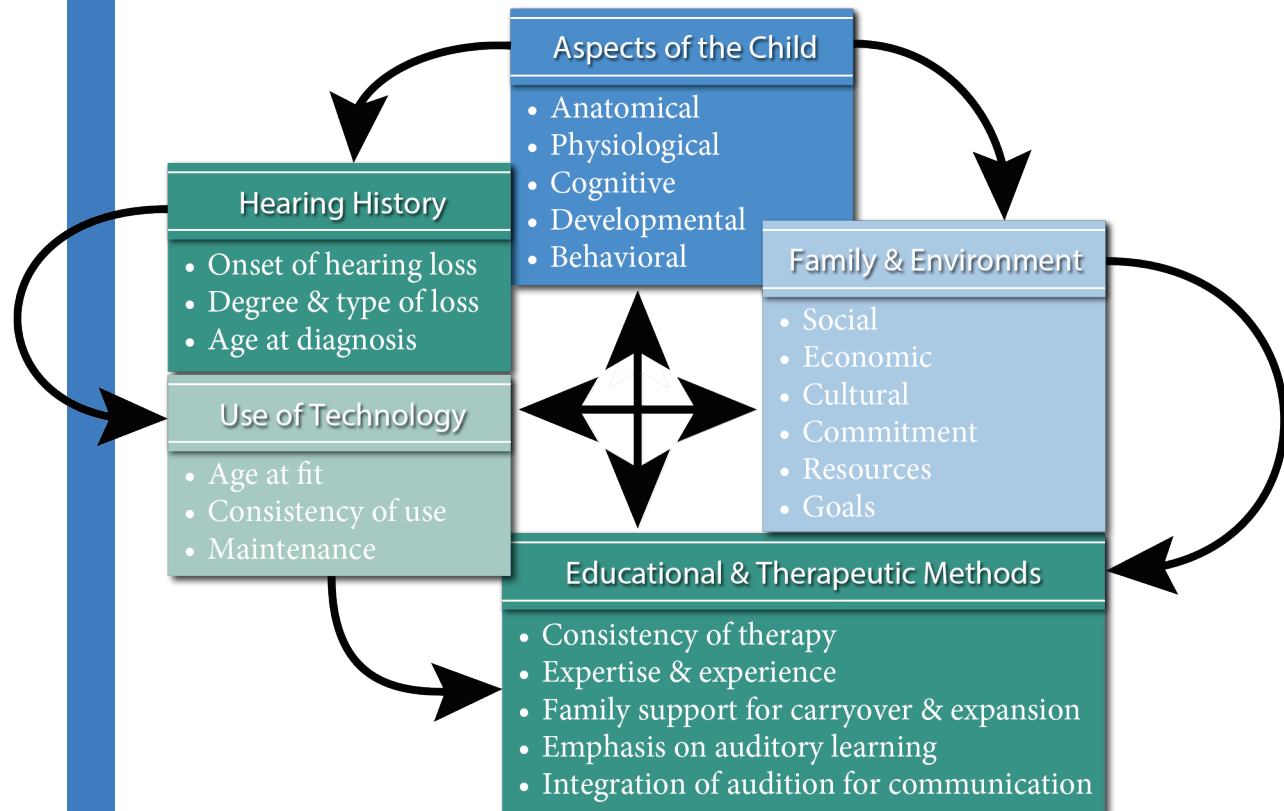 Aspects of the Child
• Anatomical
• Physiological
• Cognitive
• Developmental
• Behavioral
Hearing History
• Onset of hearing loss
• Degree & type of loss
• Age at diagnosis
Family & Environment
• Social
• Economic
• Cultural
• Commitment
• Resources
• Goals
Use of Technology
• Age at fit
• Consistency of use
• Maintenance
Educational & Therapeutic Methods
• Consistency of therapy
• Expertise & experience
• Family support for carryover & expansion
• Emphasis on auditory learning
• Integration of audition for communication